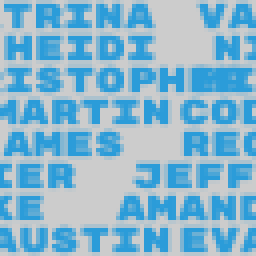 TRINA VA
HEIDI NI
ISTOPHE
MARTIN COD
AMES REG
IER JEFF
KE AMAND
AUSTIN EVA